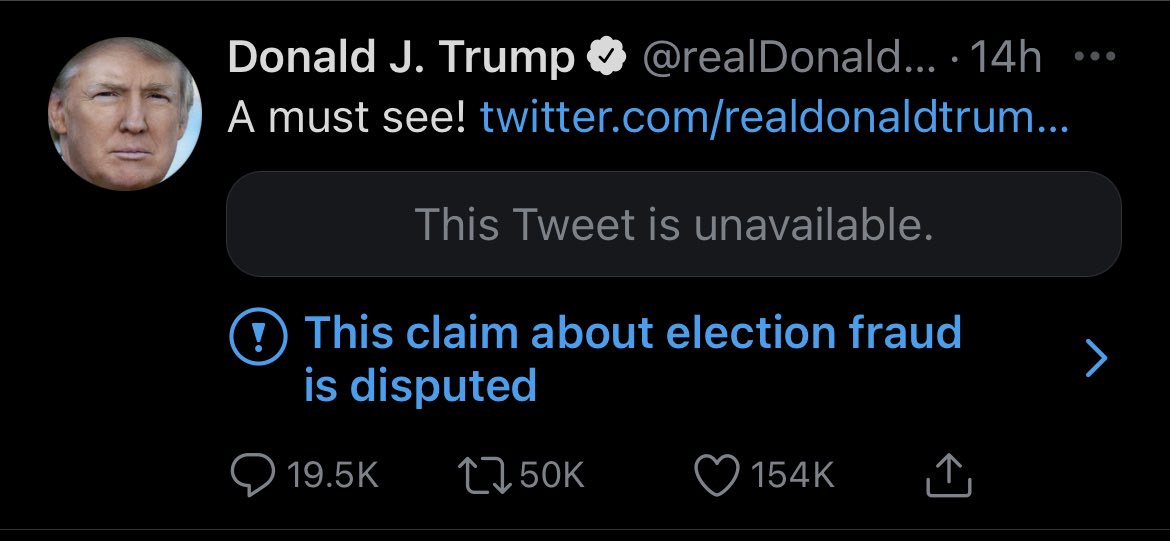 Donald J. Trump @realDonald... · 14h
A must see! twitter.com/realdonaldtrum...
This Tweet is unavailable.
This claim about election fraud
is disputed
19.5K 50K 154K